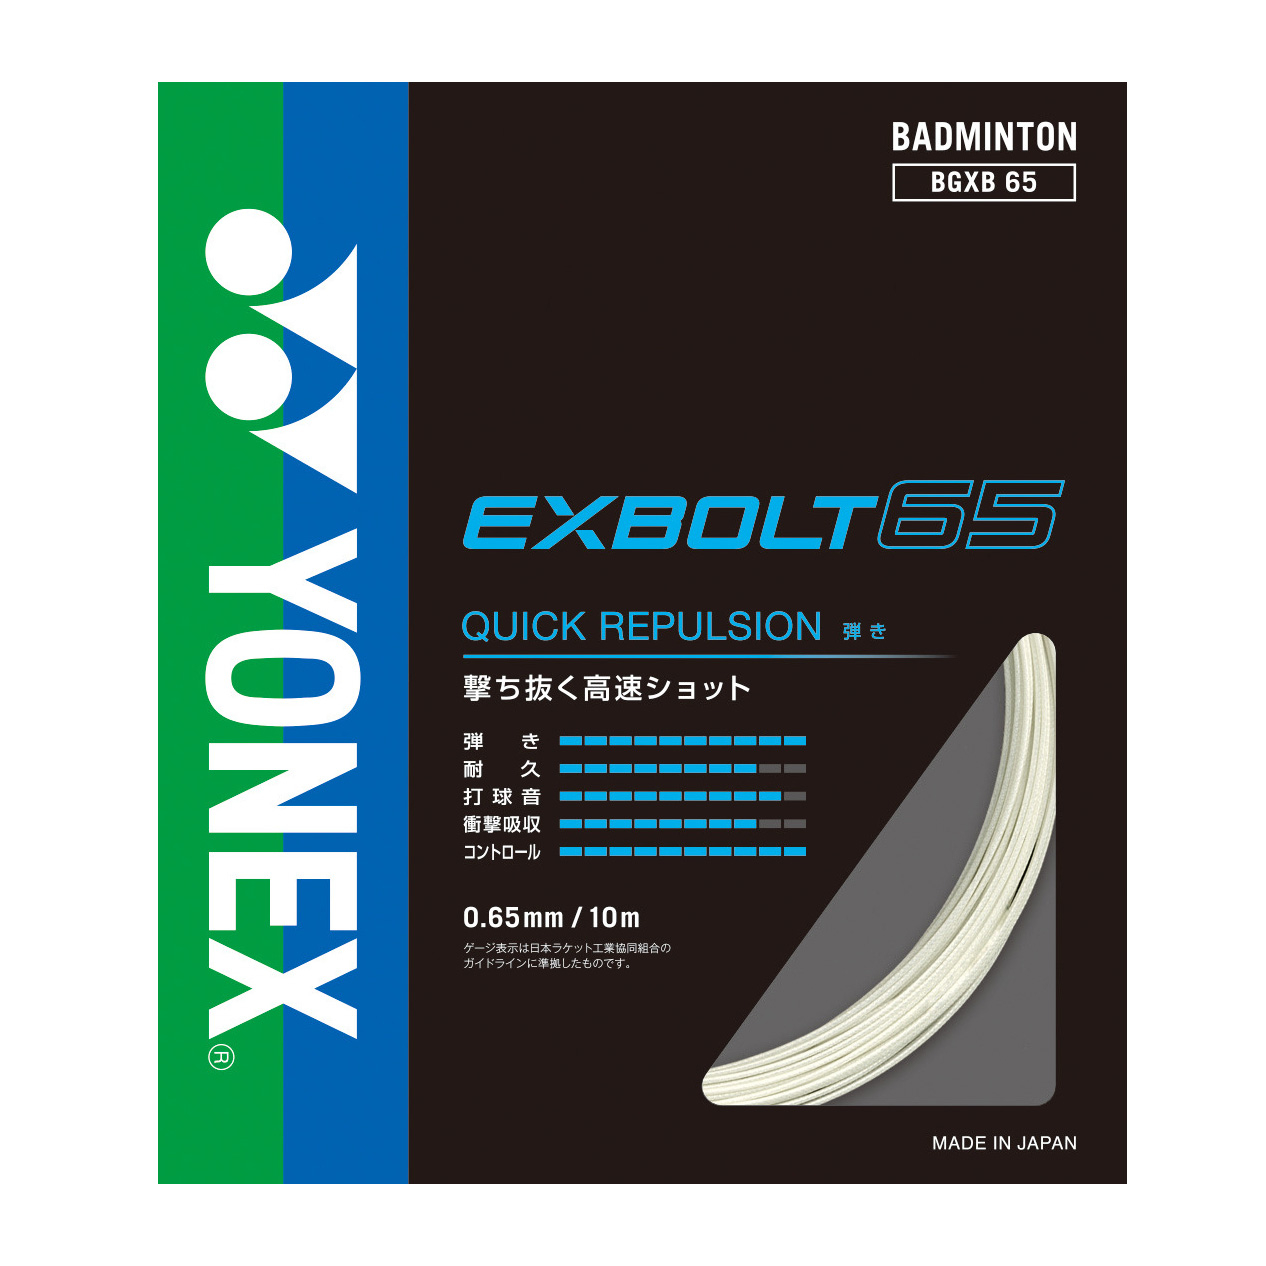 YONEX
®
BADMINTON
BGXB 65
EXBOLT65
QUICK REPULSION 弾き
撃ち抜く高速ショット
弾き
耐久
打球音
衝撃吸収
コントロール
0.65mm / 10m
ゲージ表示は日本ラケット工業協同組合の
ガイドラインに準拠したものです。
MADE IN JAPAN